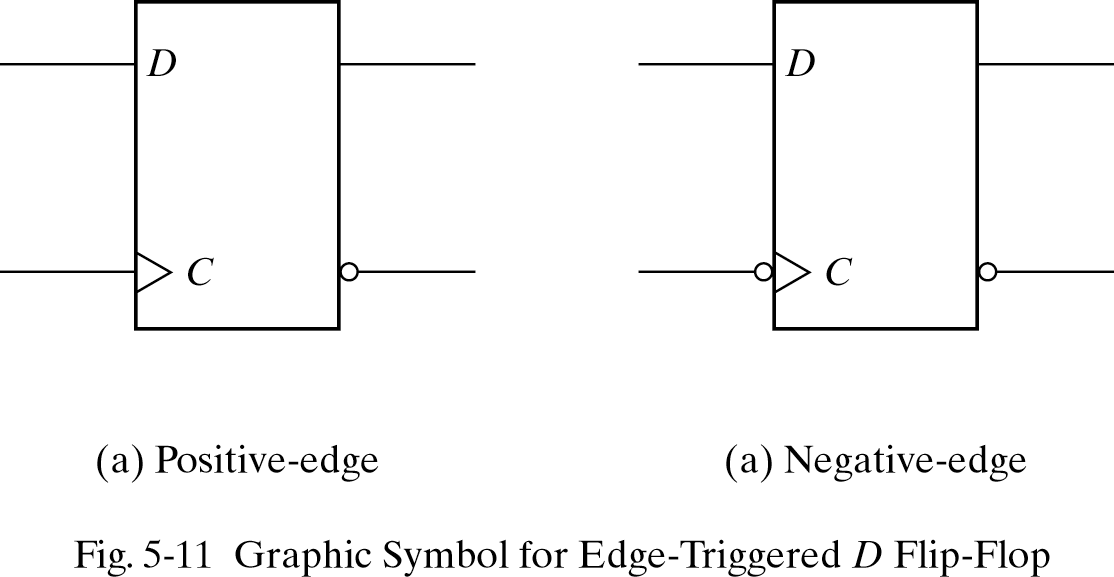 D D
C C
(a) Positive-edge (a) Negative-edge
Fig. 5-11 Graphic Symbol for Edge-Triggered D Flip-Flop